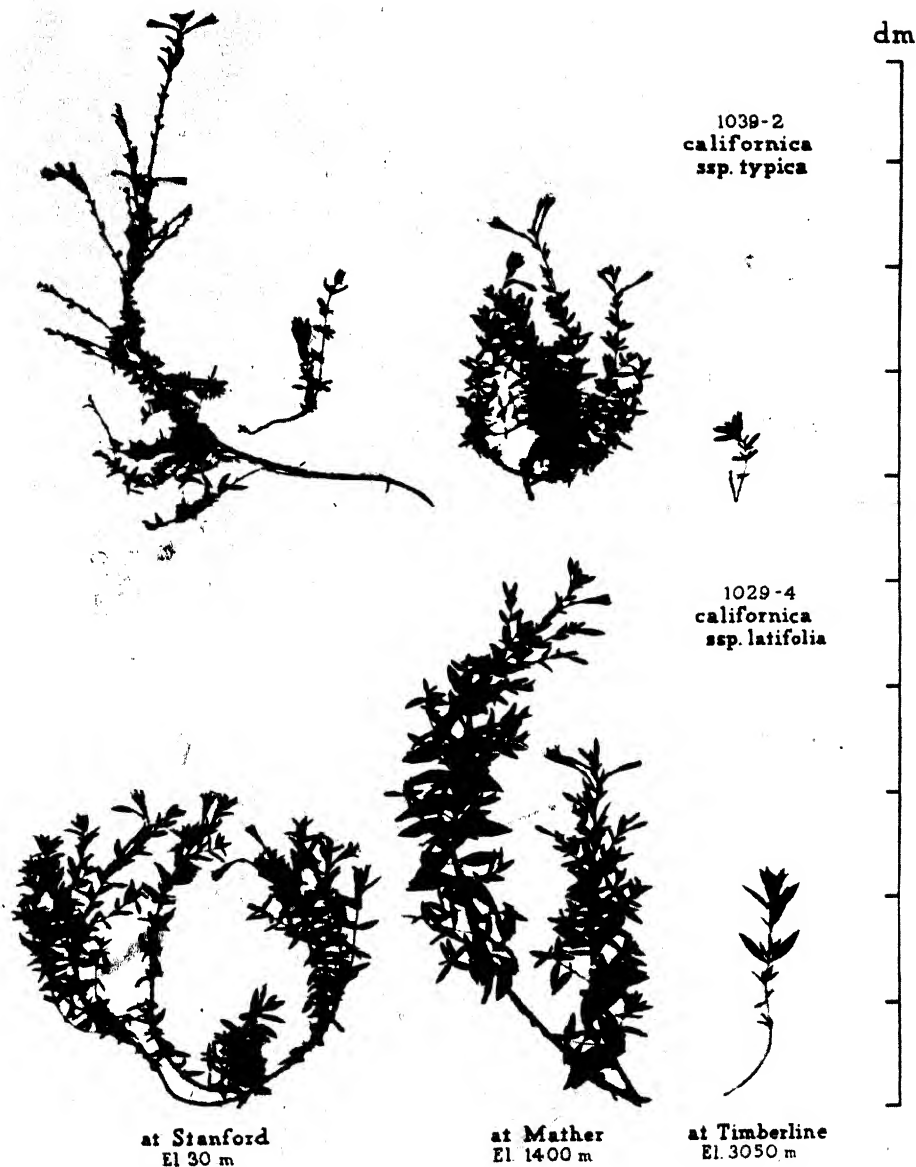 dm
1039-2
californica
ssp. typica
1029-4
californica
ssp. latifolia
at Stanford
El 30 m
at Mather
El. 1400 m
at Timberline
El. 3050 m